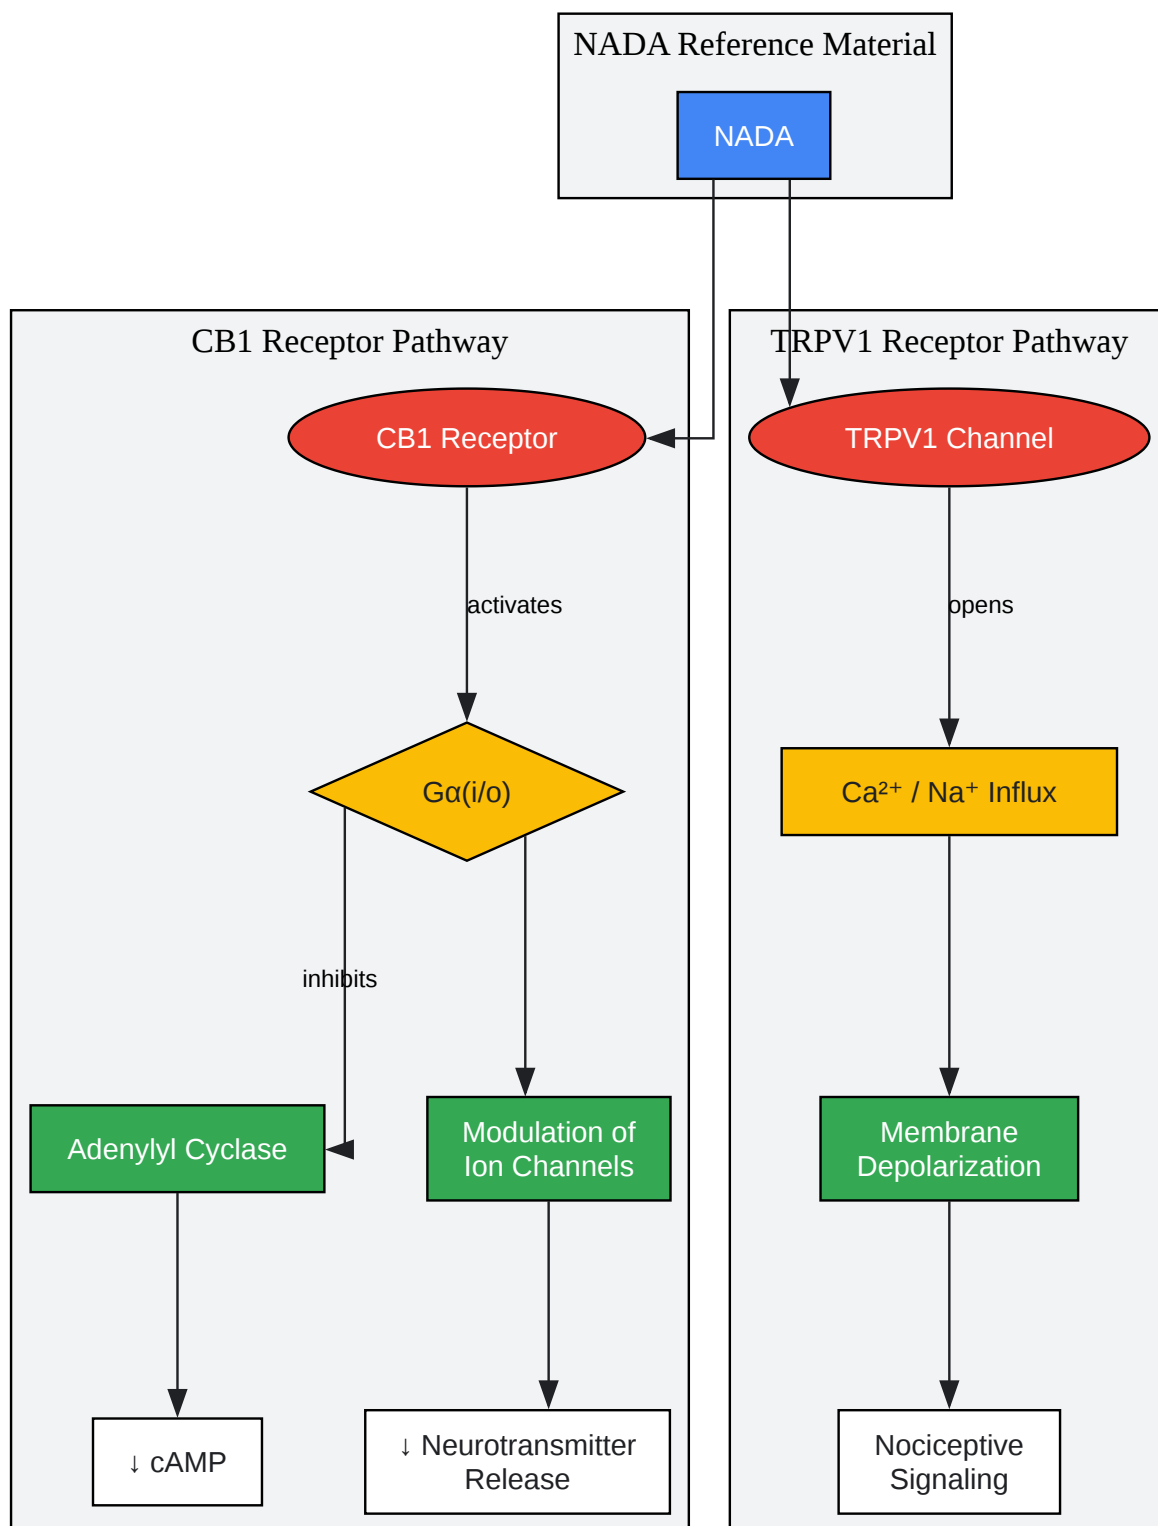 NADA Reference Material
NADA
CB1 Receptor Pathway
CB1 Receptor
activates
Gα(i/o)
inhibits
Adenylyl Cyclase
Modulation of
Ion Channels
↓ cAMP
↓ Neurotransmitter
Release
TRPV1 Receptor Pathway
TRPV1 Channel
opens
Ca²⁺ / Na⁺ Influx
Membrane
Depolarization
Nociceptive
Signaling